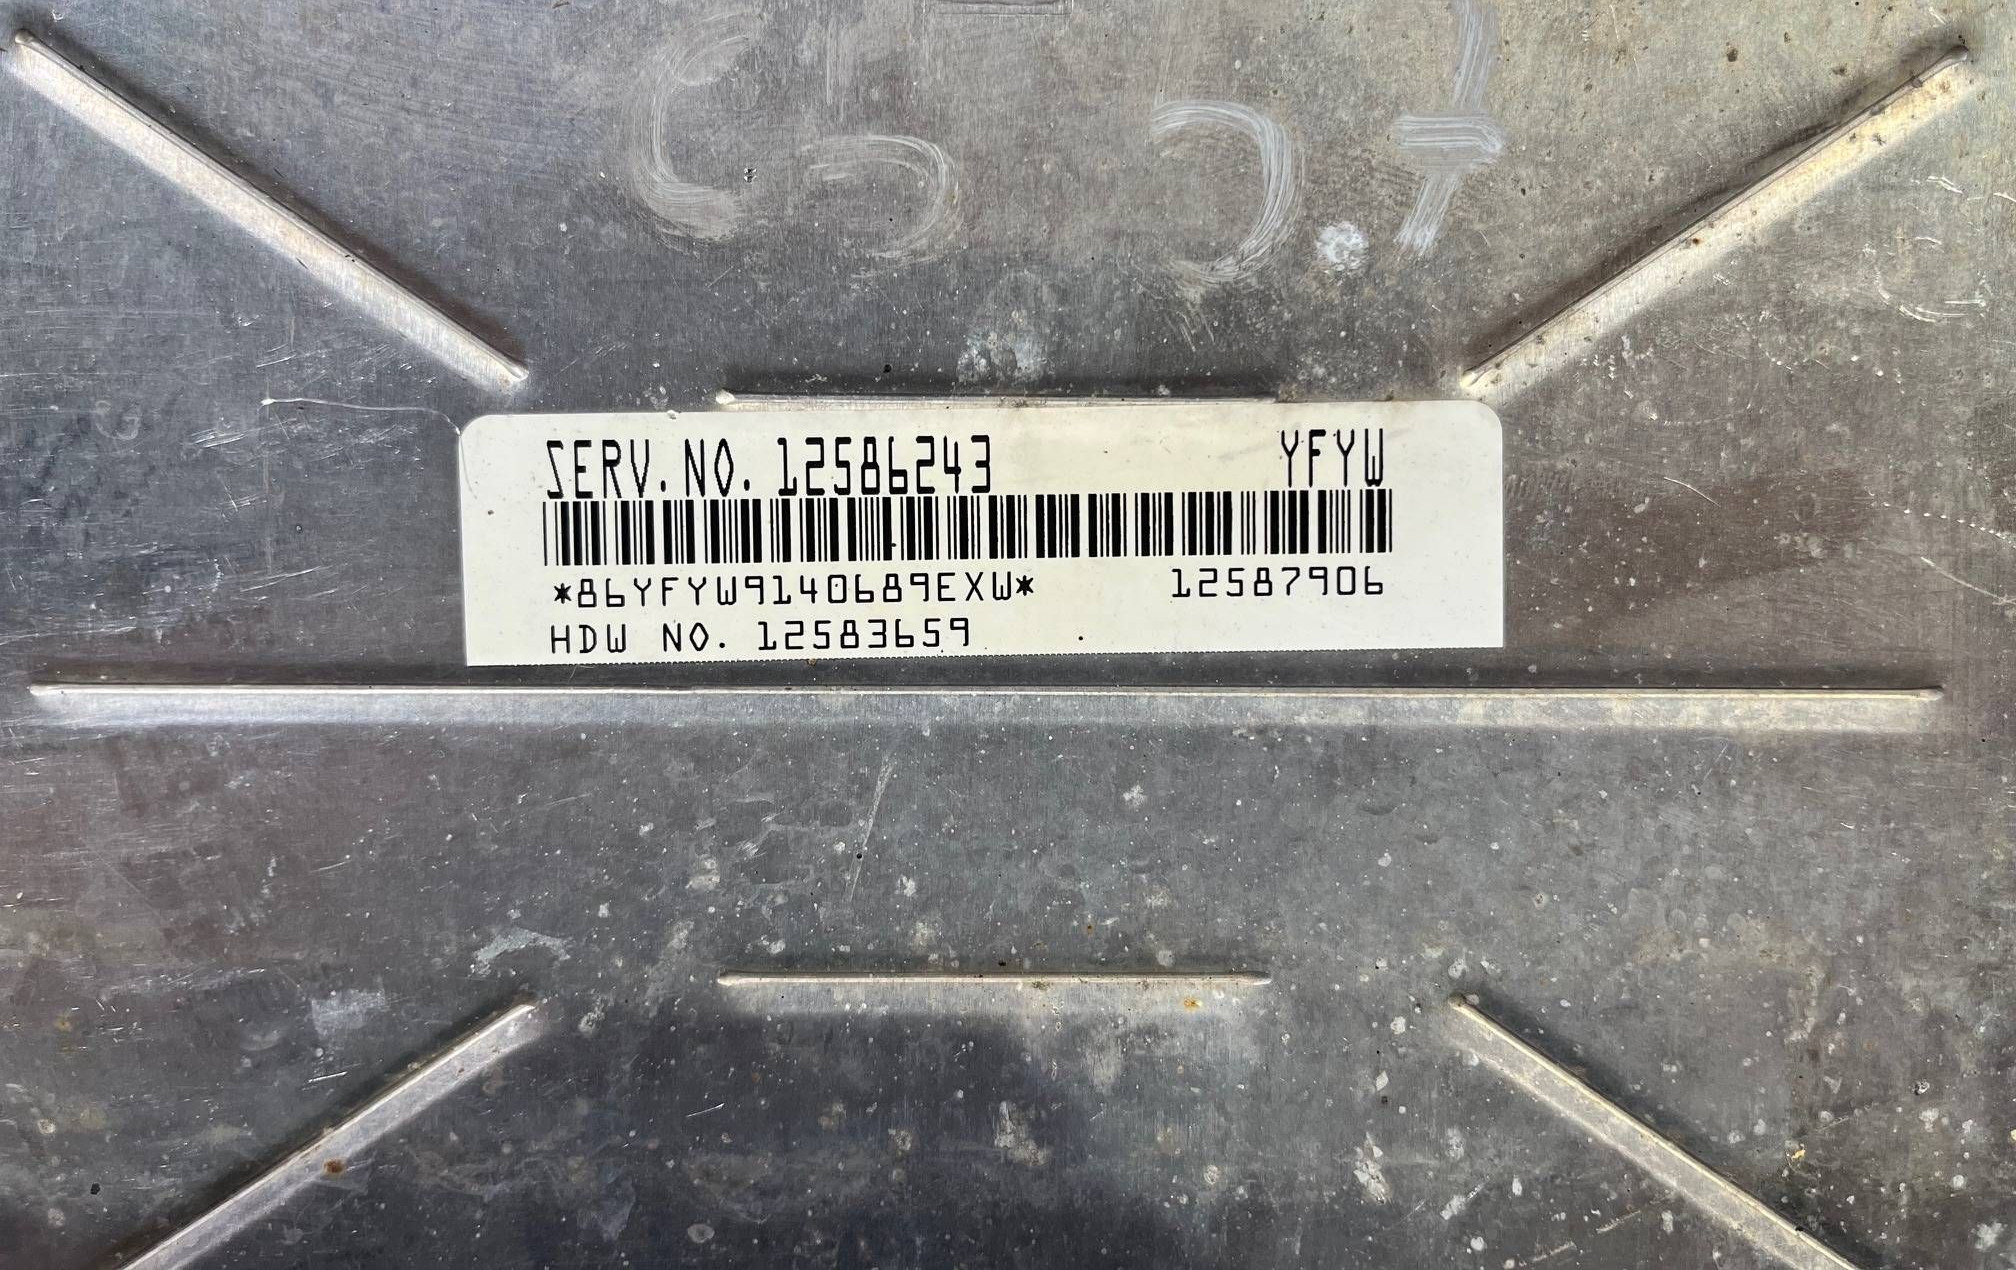 SERV. NO. 12586243 YFYW
*86YFYW9140689EXW* 12587906
HDW NO. 12583659